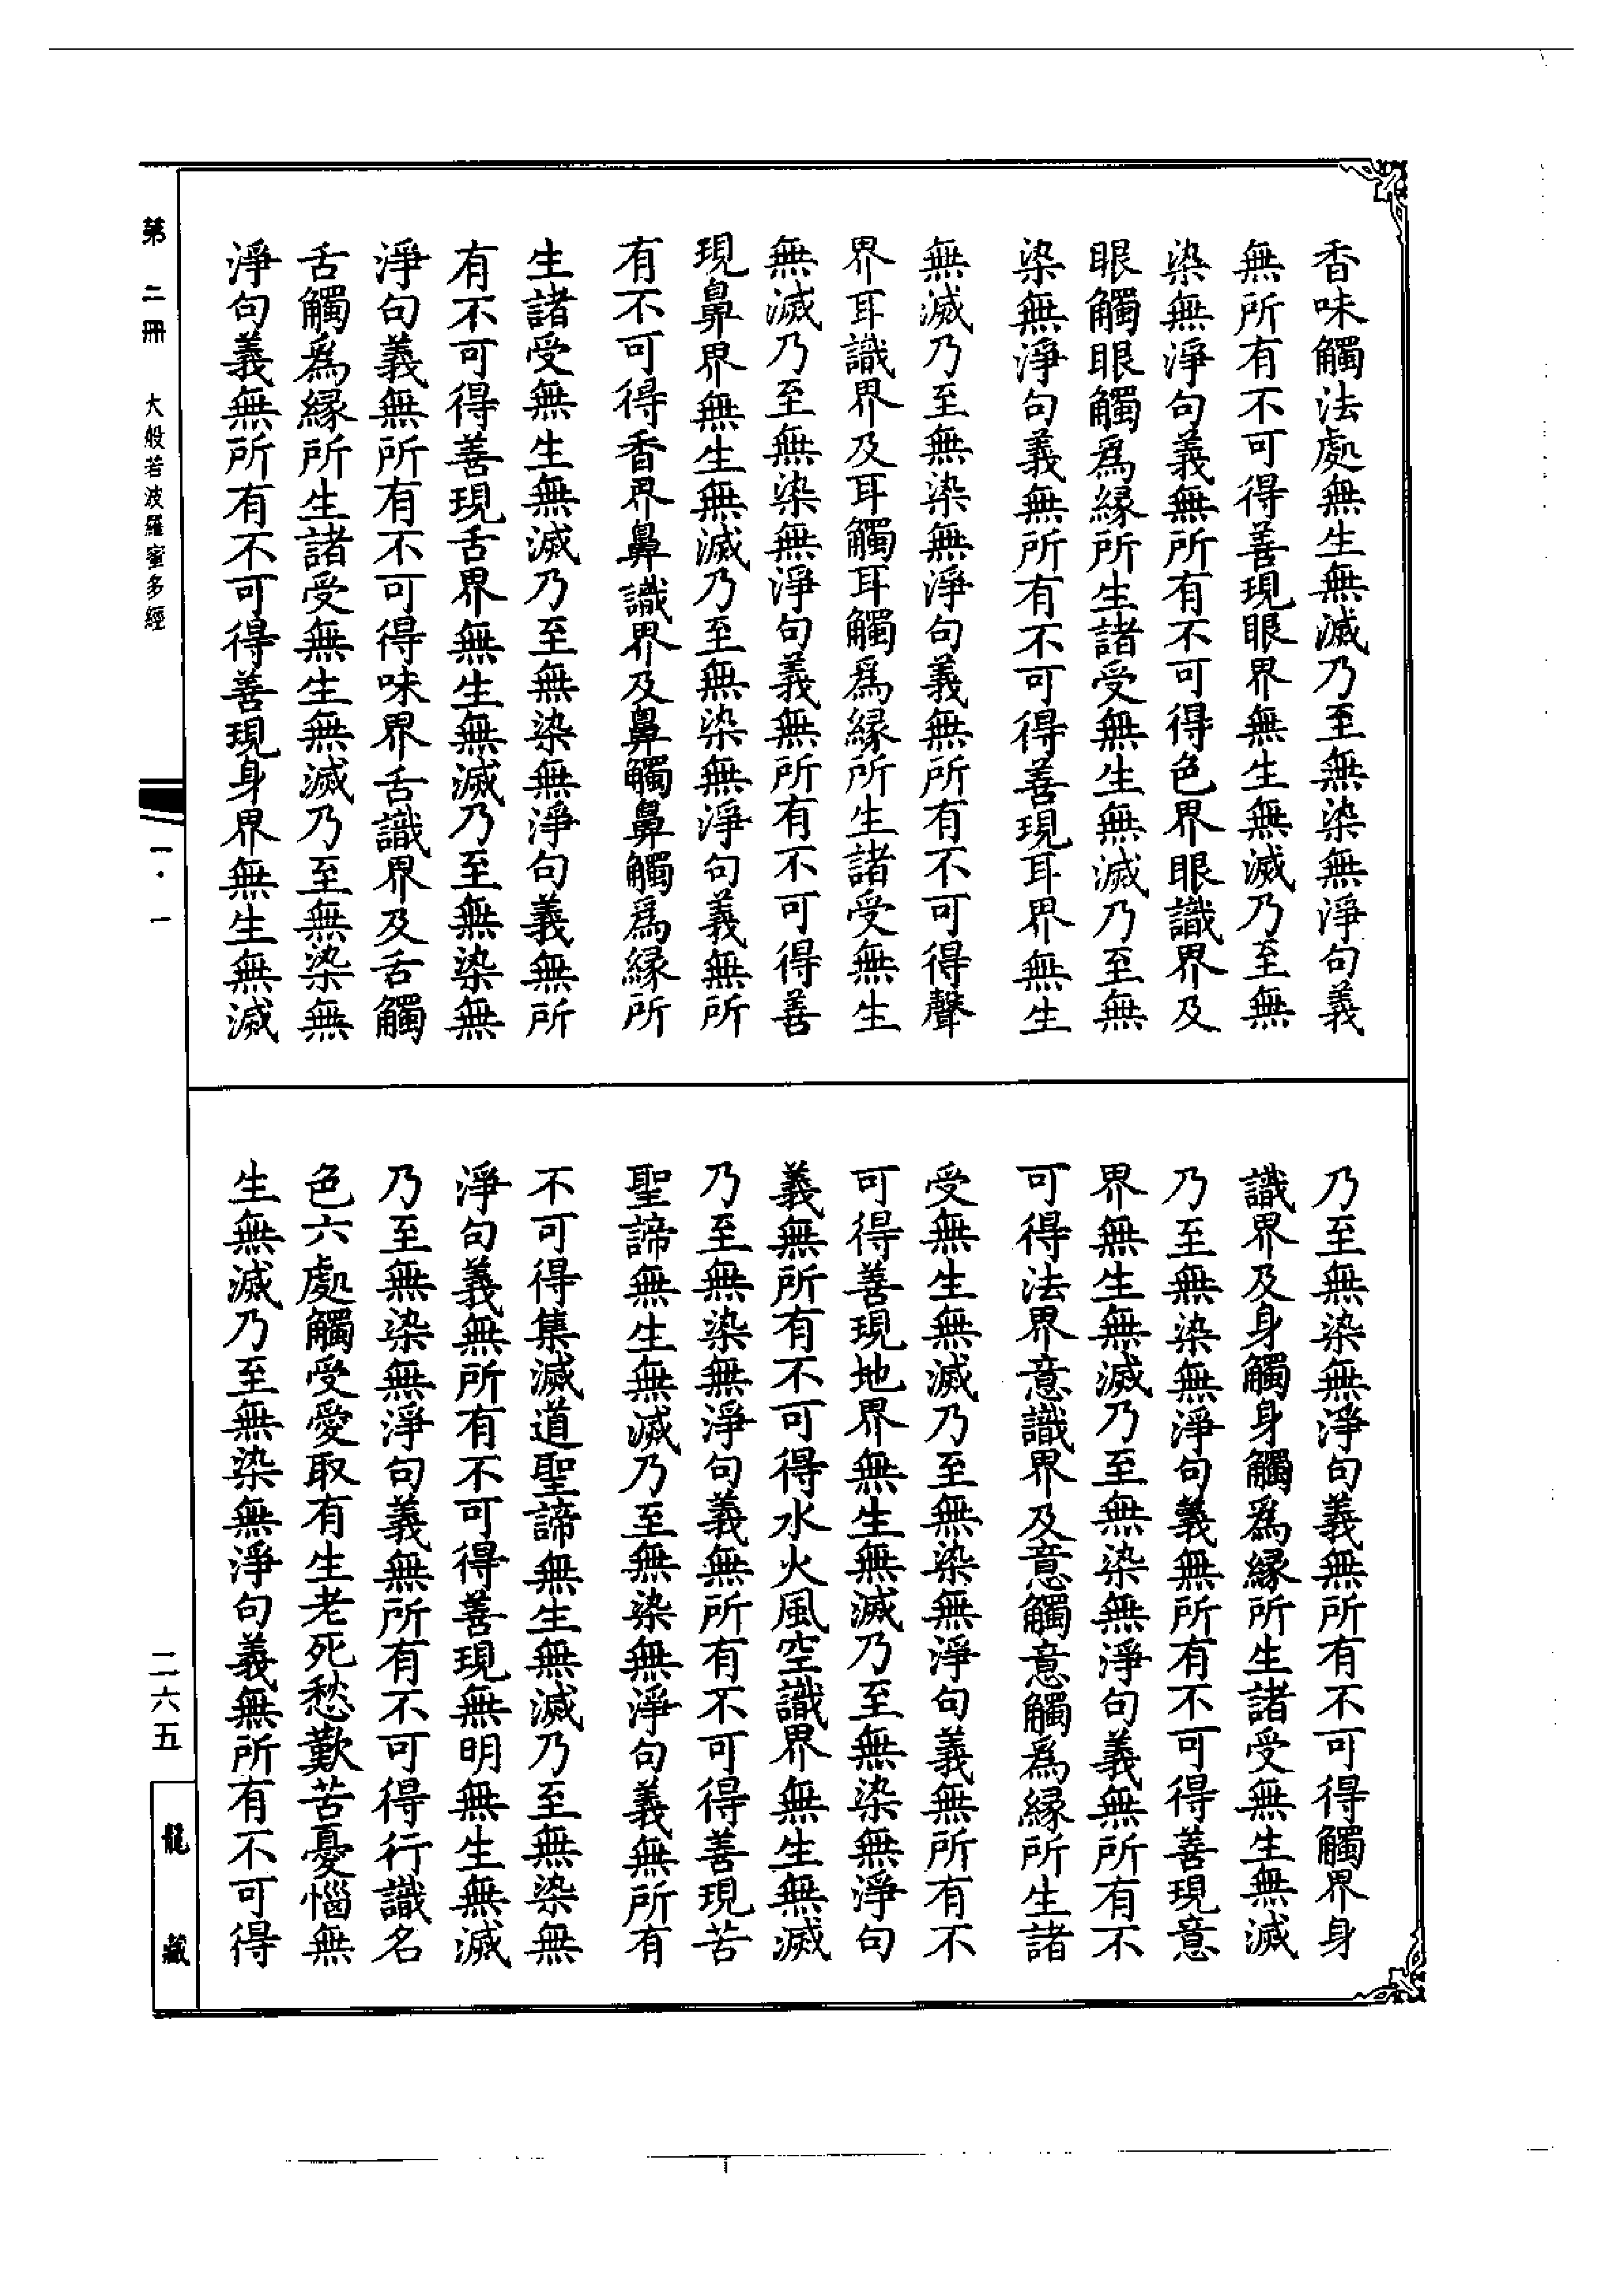 香味觸法處無生無滅乃至無染無淨句義
無所有不可得善現眼界無生無滅乃至無
染無淨句義無所有不可得色界眼識界及
眼觸眼觸爲緣所生諸受無生無滅乃至無
染無淨句義無所有不可得善現耳界無生
無滅乃至無染無淨句義無所有不可得聲
界耳識界及耳觸耳觸爲緣所生諸受無生
無滅乃至無染無淨句義無所有不可得善
現鼻界無生無滅乃至無染無淨句義無所
有不可得香界鼻識界及鼻觸鼻觸爲緣所
生諸受無生無滅乃至無染無淨句義無所
有不可得善現舌界無生無滅乃至無染無
淨句義無所有不可得味界舌識界及舌觸
舌觸爲緣所生諸受無生無滅乃至無染無
淨句義無所有不可得善現身界無生無滅
乃至無染無淨句義無所有不可得觸界身
識界及身觸身觸爲緣所生諸受無生無滅
乃至無染無淨句義無所有不可得善現意
界無生無滅乃至無染無淨句義無所有不
可得法界意識界及意觸意觸爲緣所生諸
受無生無滅乃至無染無淨句義無所有不
可得善現地界無生無滅乃至無染無淨句
義無所有不可得水火風空識界無生無滅
乃至無染無淨句義無所有不可得善現苦
聖諦無生無滅乃至無染無淨句義無所有
不可得集滅道聖諦無生無滅乃至無染無
淨句義無所有不可得善現無明無生無滅
乃至無染無淨句義無所有不可得行識名
色六處觸受愛取有生老死愁歎苦憂惱無
生無滅乃至無染無淨句義無所有不可得
第二冊 大般若波羅蜜多經
一·一
二六五
龍藏